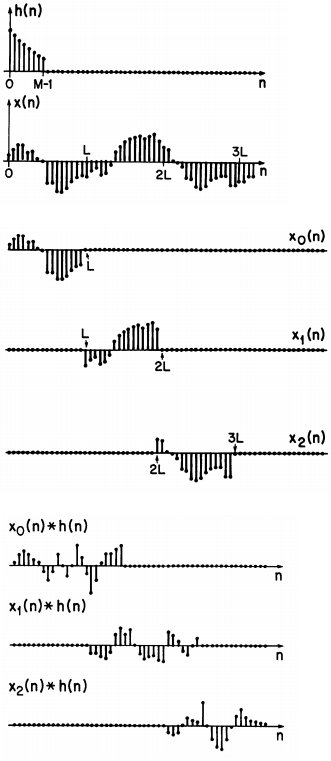 h(n)
0 M-1 n
x(n)
L
0 2L 3L n
x₀(n)
L
L x₁(n)
2L
3L x₂(n)
2L
x₀(n)*h(n)
n
x₁(n)*h(n)
n
x₂(n)*h(n)
n